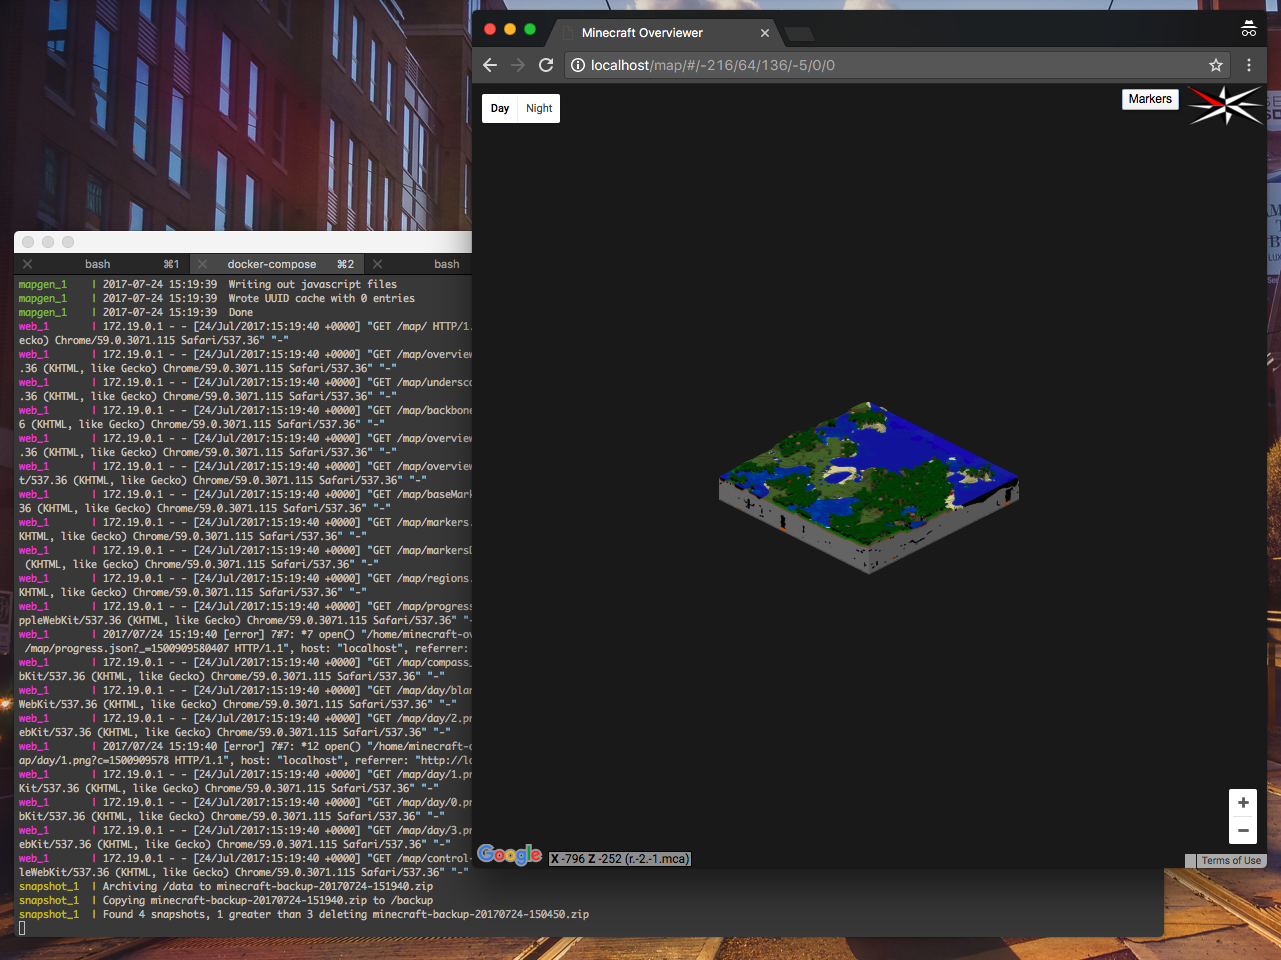 Minecraft Overviewer
localhost/map/#/-216/64/136/-5/0/0
Day Night
Markers
bash ⌘1 docker-compose ⌘2 bash
mapgen_1 | 2017-07-24 15:19:39 Writing out javascript files
mapgen_1 | 2017-07-24 15:19:39 Wrote UUID cache with 0 entries
mapgen_1 | 2017-07-24 15:19:39 Done
web_1 | 172.19.0.1 - - [24/Jul/2017:15:19:40 +0000] "GET /map/ HTTP/1.
ecko) Chrome/59.0.3071.115 Safari/537.36" "-"
web_1 | 172.19.0.1 - - [24/Jul/2017:15:19:40 +0000] "GET /map/overview
.36 (KHTML, like Gecko) Chrome/59.0.3071.115 Safari/537.36" "-"
web_1 | 172.19.0.1 - - [24/Jul/2017:15:19:40 +0000] "GET /map/undersco
.36 (KHTML, like Gecko) Chrome/59.0.3071.115 Safari/537.36" "-"
web_1 | 172.19.0.1 - - [24/Jul/2017:15:19:40 +0000] "GET /map/backbone
6 (KHTML, like Gecko) Chrome/59.0.3071.115 Safari/537.36" "-"
web_1 | 172.19.0.1 - - [24/Jul/2017:15:19:40 +0000] "GET /map/overview
.36 (KHTML, like Gecko) Chrome/59.0.3071.115 Safari/537.36" "-"
web_1 | 172.19.0.1 - - [24/Jul/2017:15:19:40 +0000] "GET /map/overview
t/537.36 (KHTML, like Gecko) Chrome/59.0.3071.115 Safari/537.36" "-"
web_1 | 172.19.0.1 - - [24/Jul/2017:15:19:40 +0000] "GET /map/baseMark
36 (KHTML, like Gecko) Chrome/59.0.3071.115 Safari/537.36" "-"
web_1 | 172.19.0.1 - - [24/Jul/2017:15:19:40 +0000] "GET /map/markers.
KHTML, like Gecko) Chrome/59.0.3071.115 Safari/537.36" "-"
web_1 | 172.19.0.1 - - [24/Jul/2017:15:19:40 +0000] "GET /map/markersD
(KHTML, like Gecko) Chrome/59.0.3071.115 Safari/537.36" "-"
web_1 | 172.19.0.1 - - [24/Jul/2017:15:19:40 +0000] "GET /map/regions.
KHTML, like Gecko) Chrome/59.0.3071.115 Safari/537.36" "-"
web_1 | 172.19.0.1 - - [24/Jul/2017:15:19:40 +0000] "GET /map/progress
ppleWebKit/537.36 (KHTML, like Gecko) Chrome/59.0.3071.115 Safari/537.36" "-
web_1 | 2017/07/24 15:19:40 [error] 7#7: *7 open() "/home/minecraft-ov
/map/progress.json?_=1500909580407 HTTP/1.1", host: "localhost", referrer:
web_1 | 172.19.0.1 - - [24/Jul/2017:15:19:40 +0000] "GET /map/compass_
bKit/537.36 (KHTML, like Gecko) Chrome/59.0.3071.115 Safari/537.36" "-"
web_1 | 172.19.0.1 - - [24/Jul/2017:15:19:40 +0000] "GET /map/day/blan
WebKit/537.36 (KHTML, like Gecko) Chrome/59.0.3071.115 Safari/537.36" "-"
web_1 | 172.19.0.1 - - [24/Jul/2017:15:19:40 +0000] "GET /map/day/2.pn
ebKit/537.36 (KHTML, like Gecko) Chrome/59.0.3071.115 Safari/537.36" "-"
web_1 | 2017/07/24 15:19:40 [error] 7#7: *12 open() "/home/minecraft-o
ap/day/1.png?c=1500909578 HTTP/1.1", host: "localhost", referrer: "http://lo
web_1 | 172.19.0.1 - - [24/Jul/2017:15:19:40 +0000] "GET /map/day/1.pn
Kit/537.36 (KHTML, like Gecko) Chrome/59.0.3071.115 Safari/537.36" "-"
web_1 | 172.19.0.1 - - [24/Jul/2017:15:19:40 +0000] "GET /map/day/0.pn
bKit/537.36 (KHTML, like Gecko) Chrome/59.0.3071.115 Safari/537.36" "-"
web_1 | 172.19.0.1 - - [24/Jul/2017:15:19:40 +0000] "GET /map/day/3.pn
ebKit/537.36 (KHTML, like Gecko) Chrome/59.0.3071.115 Safari/537.36" "-"
web_1 | 172.19.0.1 - - [24/Jul/2017:15:19:40 +0000] "GET /map/control-
leWebKit/537.36 (KHTML, like Gecko) Chrome/59.0.3071.115 Safari/537.36" "-"
snapshot_1 | Archiving /data to minecraft-backup-20170724-151940.zip
snapshot_1 | Copying minecraft-backup-20170724-151940.zip to /backup
snapshot_1 | Found 4 snapshots, 1 greater than 3 deleting minecraft-backup-20170724-150450.zip
Google
X -796 Z -252 (r.-2.-1.mca)
+
−
Terms of Use